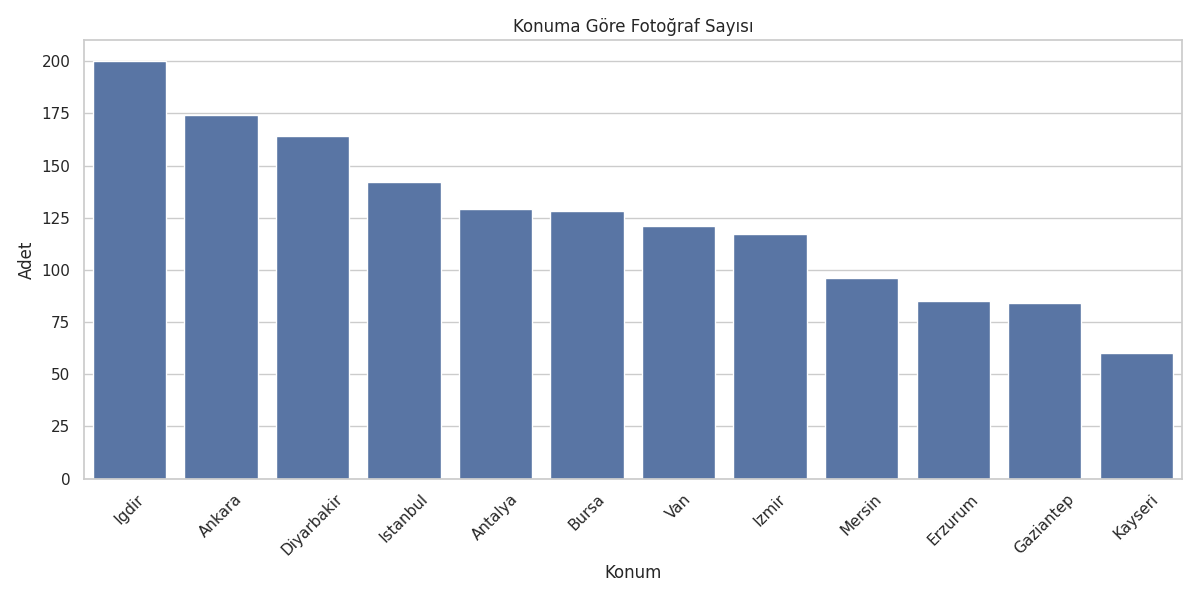 Konuma Göre Fotoğraf Sayısı
Adet
200
175
150
125
100
75
50
25
0
Igdir
Ankara
Diyarbakir
Istanbul
Antalya
Bursa
Van
Izmir
Mersin
Erzurum
Gaziantep
Kayseri
Konum